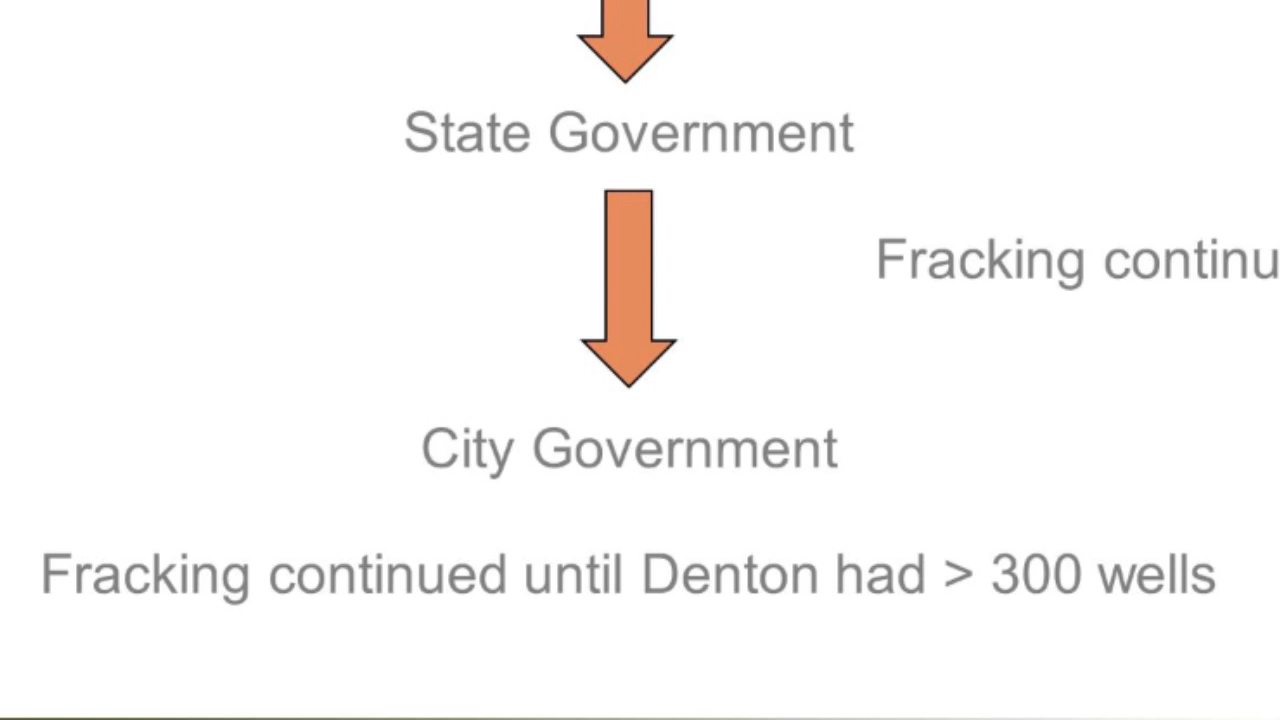 State Government
Fracking continu
City Government
Fracking continued until Denton had > 300 wells